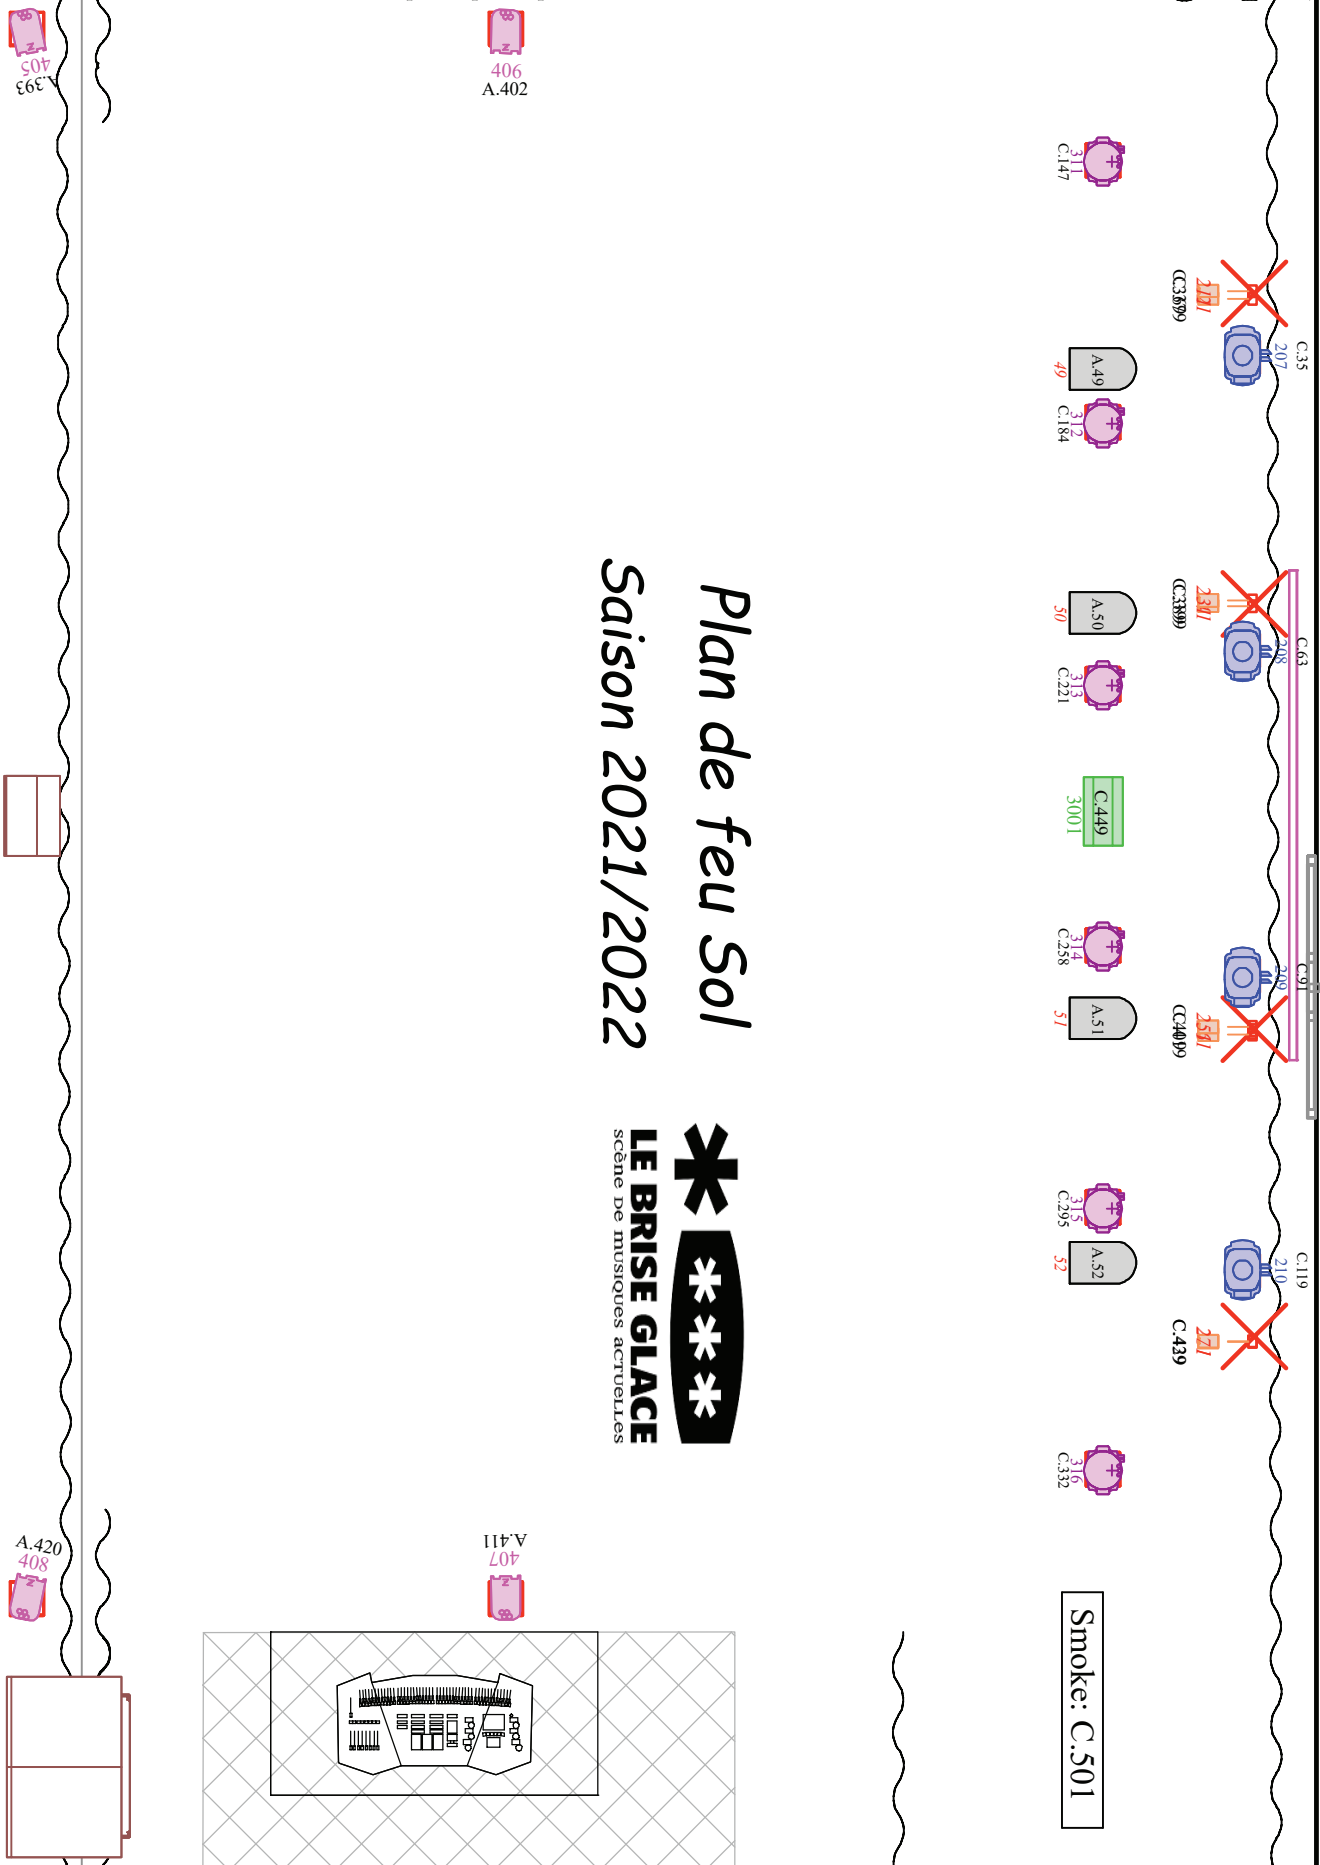 Plan de feu Sol
Saison 2021/2022
LE BRISE GLACE
scène de musiques actuelles
405
A.393
406
A.402
311
C.147
C.35
207
A.49
49
312
C.184
A.50
50
C.63
208
313
C.221
C.449
3001
314
C.258
C.91
209
A.51
51
315
C.295
A.52
52
C.119
210
C.439
316
C.332
A.411
407
A.420
408
Smoke: C.501